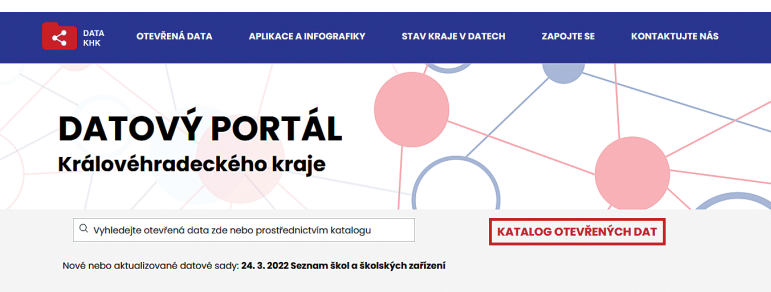 DATA
KHK
OTEVŘENÁ DATA
APLIKACE A INFOGRAFIKY
STAV KRAJE V DATECH
ZAPOJTE SE
KONTAKTUJTE NÁS
DATOVÝ PORTÁL
Královéhradeckého kraje
Vyhledejte otevřená data zde nebo prostřednictvím katalogu
KATALOG OTEVŘENÝCH DAT
Nové nebo aktualizované datové sady: 24. 3. 2022 Seznam škol a školských zařízení